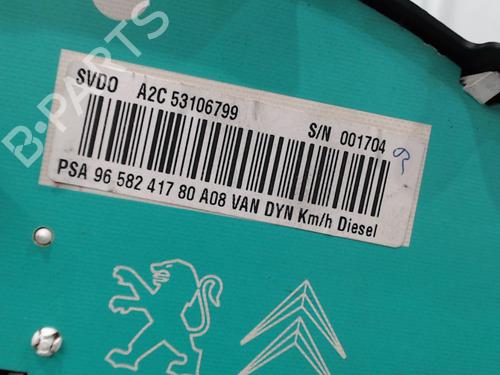 SVDO A2C 53106799
S/N 001704
PSA 96 582 417 80 A08 VAN DYN Km/h Diesel
B-PARTS